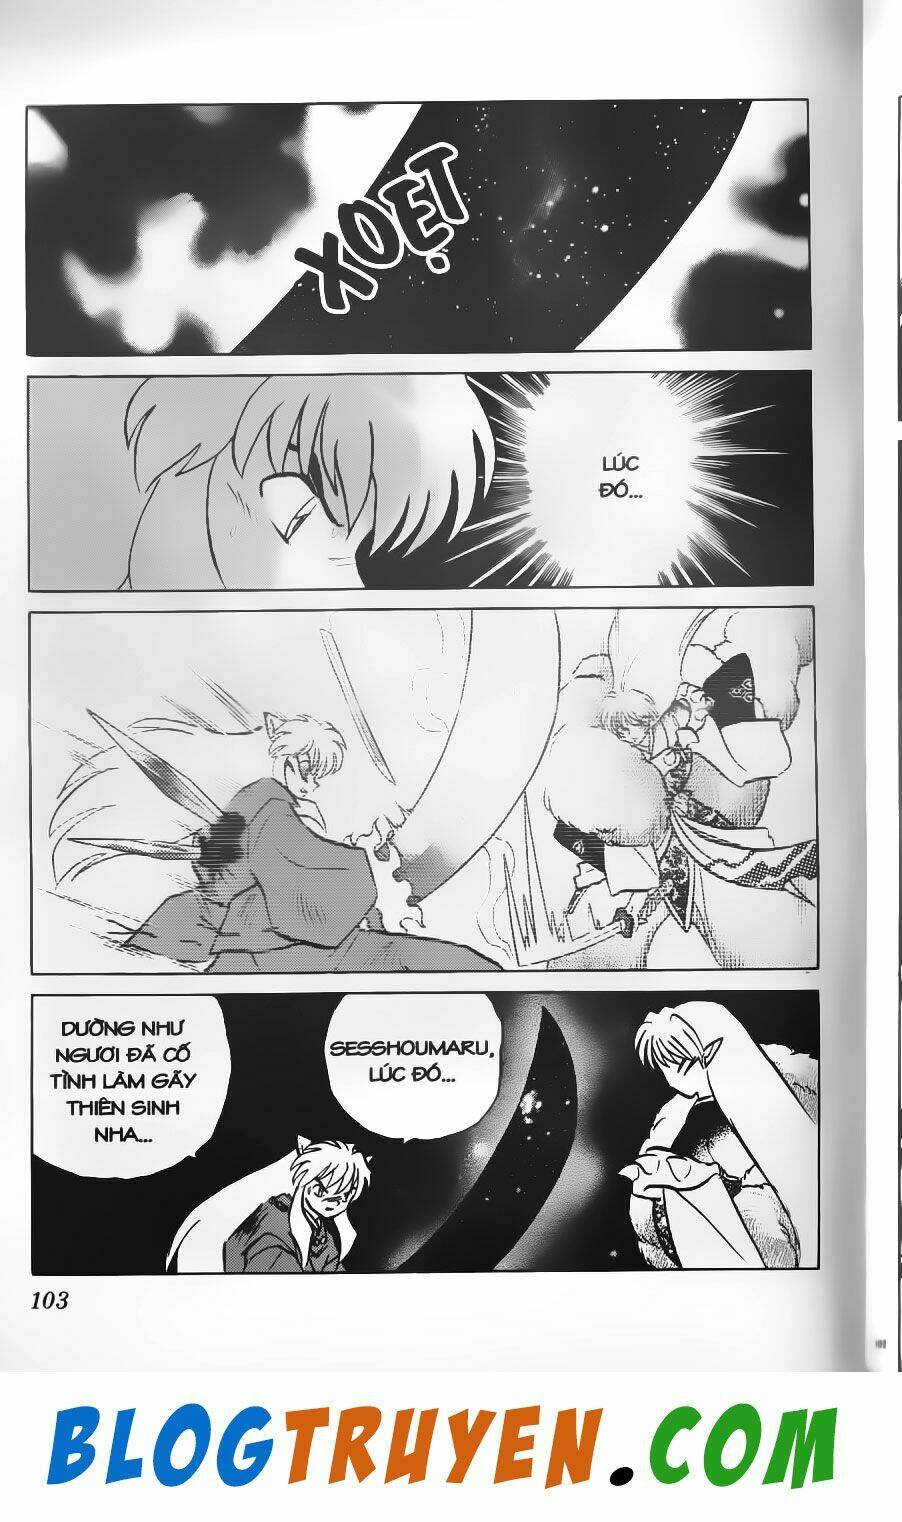 XOẸT
LÚC
ĐÓ...
SESSHOUMARU,
LÚC ĐÓ...
DƯỜNG NHƯ
NGƯƠI ĐÃ CỐ
TÌNH LÀM GÃY
THIÊN SINH
NHA...
103
BLOGTRUYEN.COM